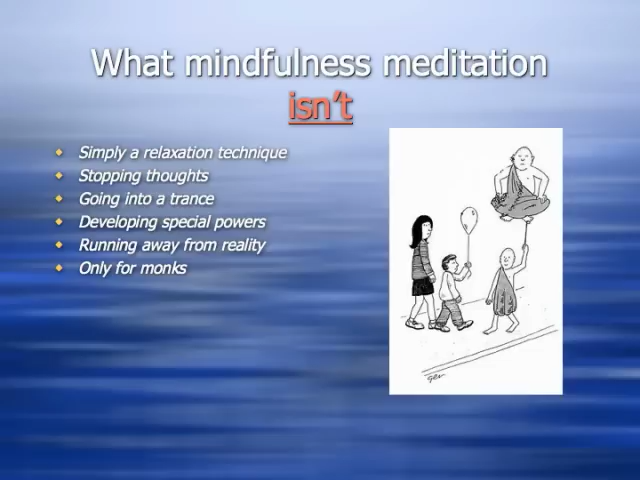 What mindfulness meditation
isn't
Simply a relaxation technique
Stopping thoughts
Going into a trance
Developing special powers
Running away from reality
Only for monks